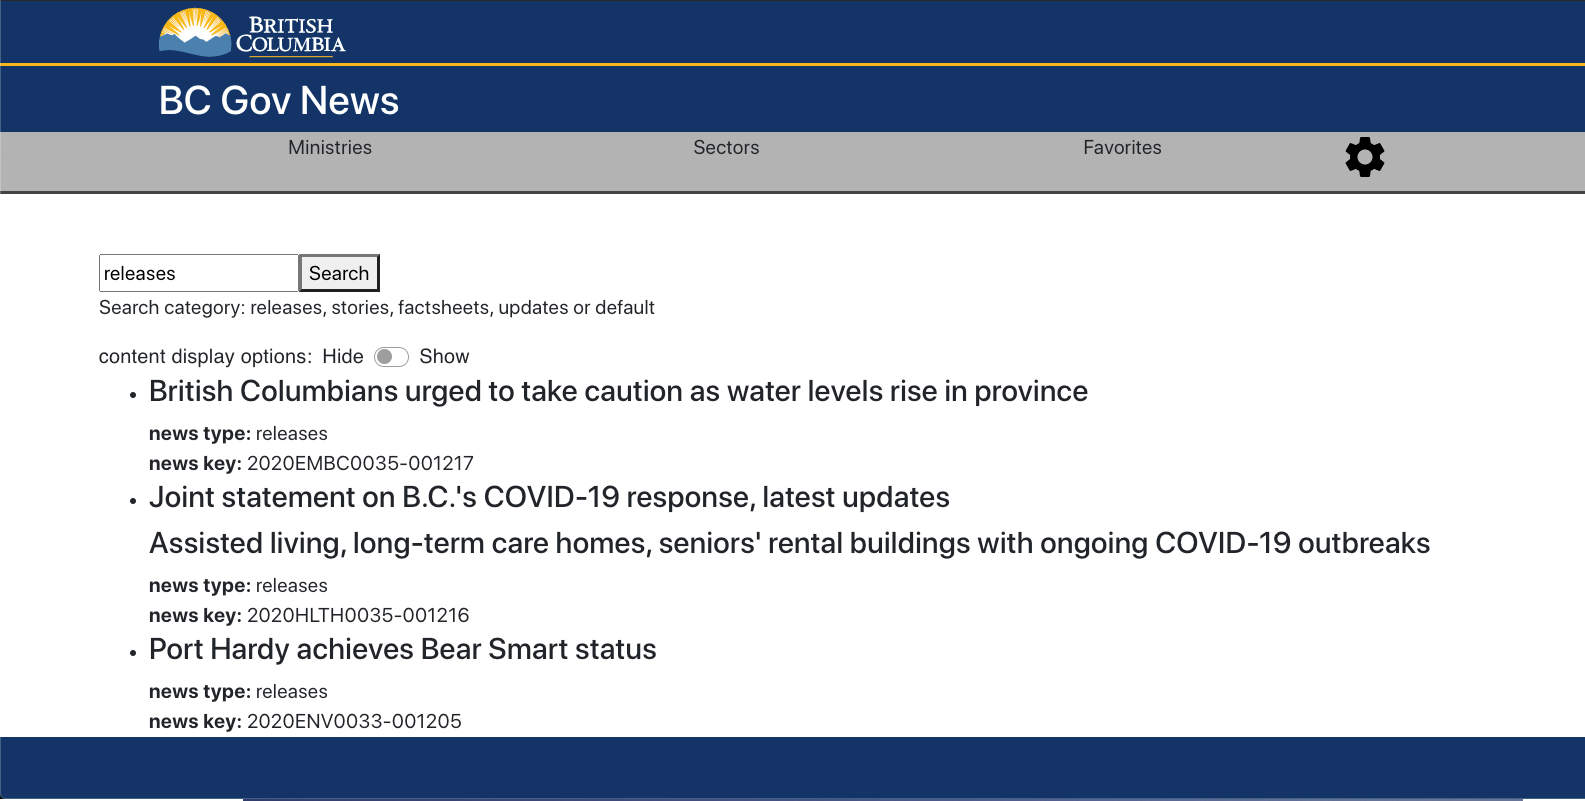 BRITISH
COLUMBIA
BC Gov News
Ministries Sectors Favorites
releases Search
Search category: releases, stories, factsheets, updates or default
content display options: Hide Show
• British Columbians urged to take caution as water levels rise in province
news type: releases
news key: 2020EMBC0035-001217
• Joint statement on B.C.'s COVID-19 response, latest updates
Assisted living, long-term care homes, seniors' rental buildings with ongoing COVID-19 outbreaks
news type: releases
news key: 2020HLTH0035-001216
• Port Hardy achieves Bear Smart status
news type: releases
news key: 2020ENV0033-001205